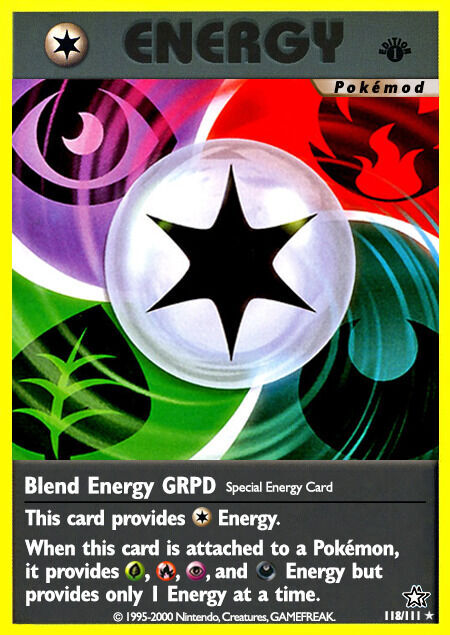 ENERGY
EDITION
1
Pokémod
Blend Energy GRPD Special Energy Card
This card provides Energy.
When this card is attached to a Pokémon,
it provides , , , and Energy but
provides only 1 Energy at a time.
© 1995-2000 Nintendo, Creatures, GAMEFREAK.
118/111 ★